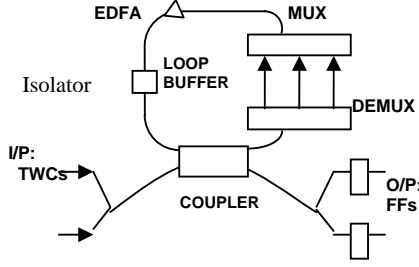 EDFA
MUX
Isolator
LOOP
BUFFER
DEMUX
I/P:
TWCs
COUPLER
O/P:
FFs